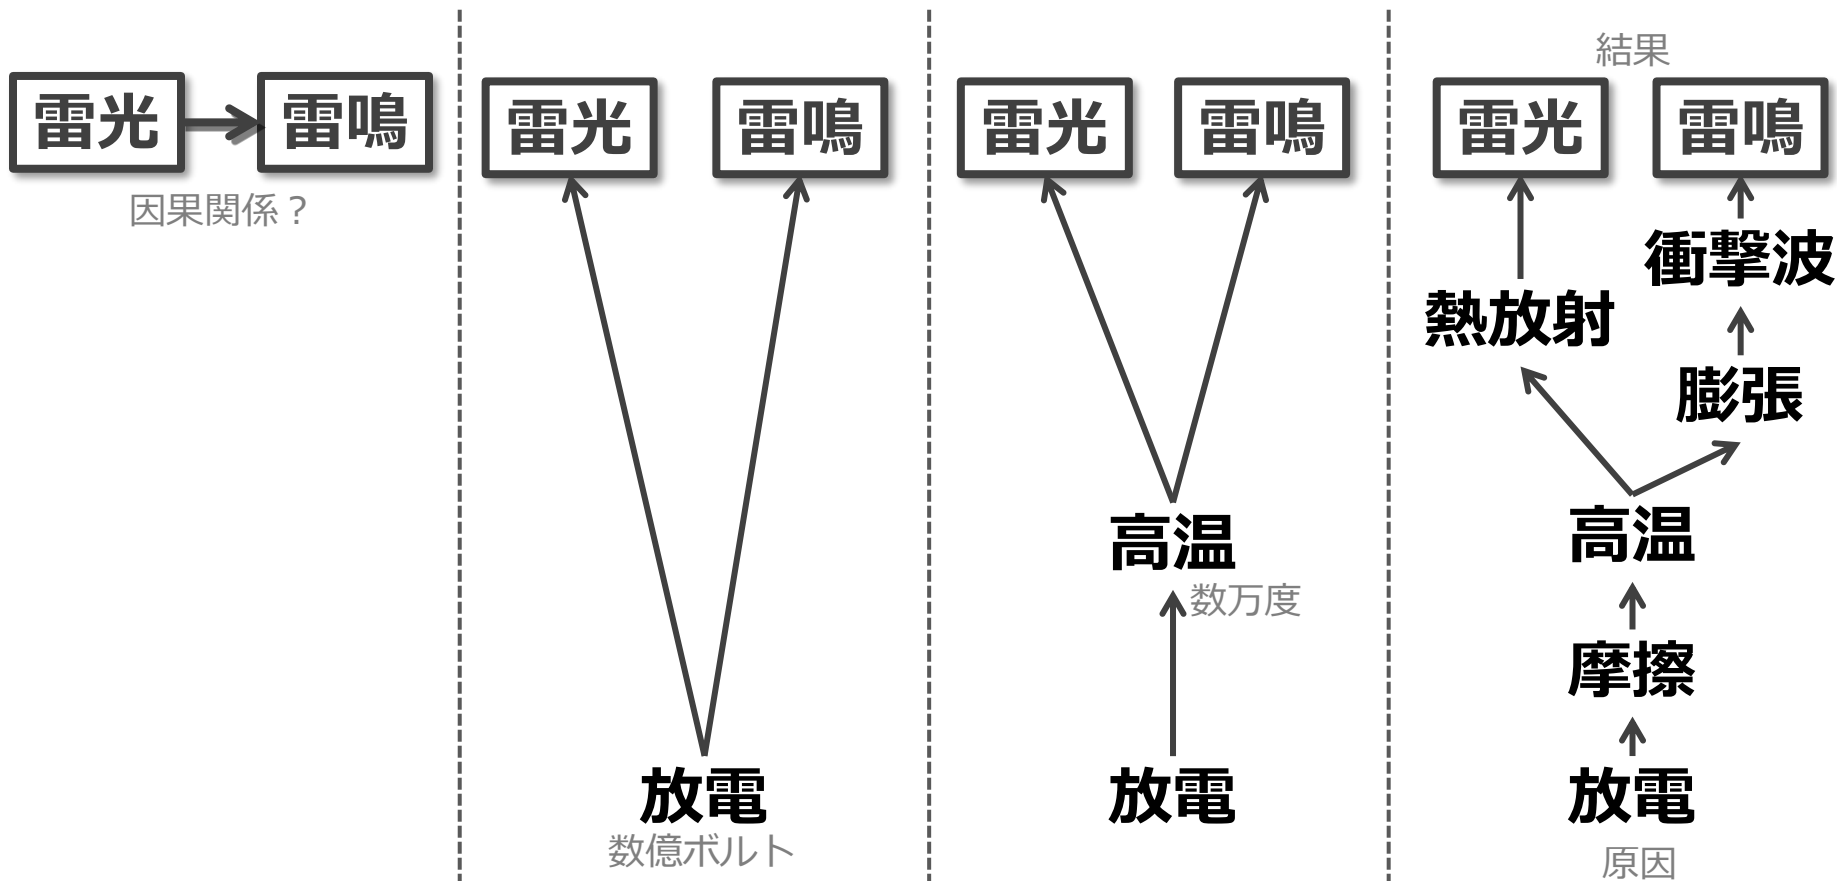 雷光
雷鳴
因果関係？
雷光
雷鳴
放電
数億ボルト
雷光
雷鳴
高温
数万度
放電
結果
雷光
雷鳴
衝撃波
熱放射
膨張
高温
摩擦
放電
原因